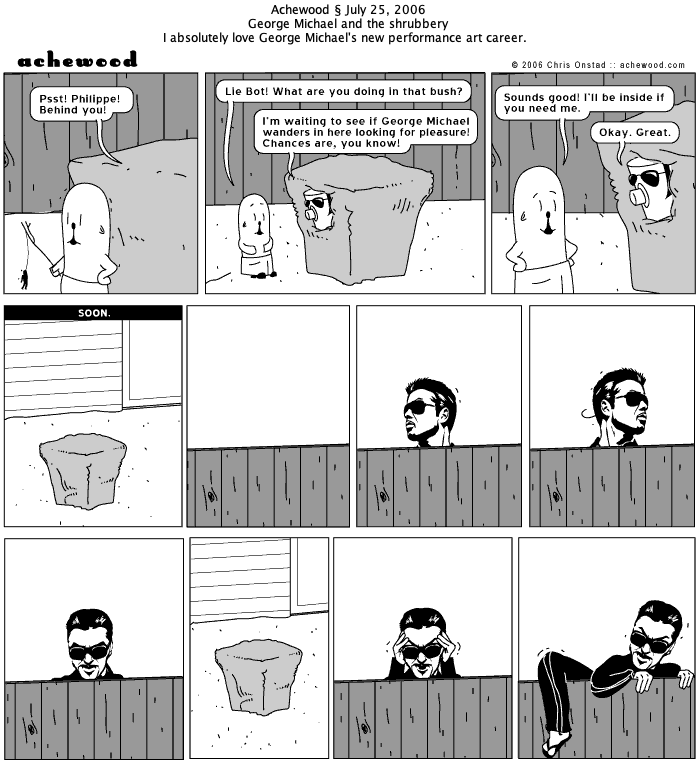 Achewood § July 25, 2006
George Michael and the shrubbery
I absolutely love George Michael's new performance art career.
achewood
© 2006 Chris Onstad :: achewood.com
Psst! Philippe!
Behind you!
Lie Bot! What are you doing in that bush?
I'm waiting to see if George Michael
wanders in here looking for pleasure!
Chances are, you know!
Sounds good! I'll be inside if
you need me.
Okay. Great.
SOON.